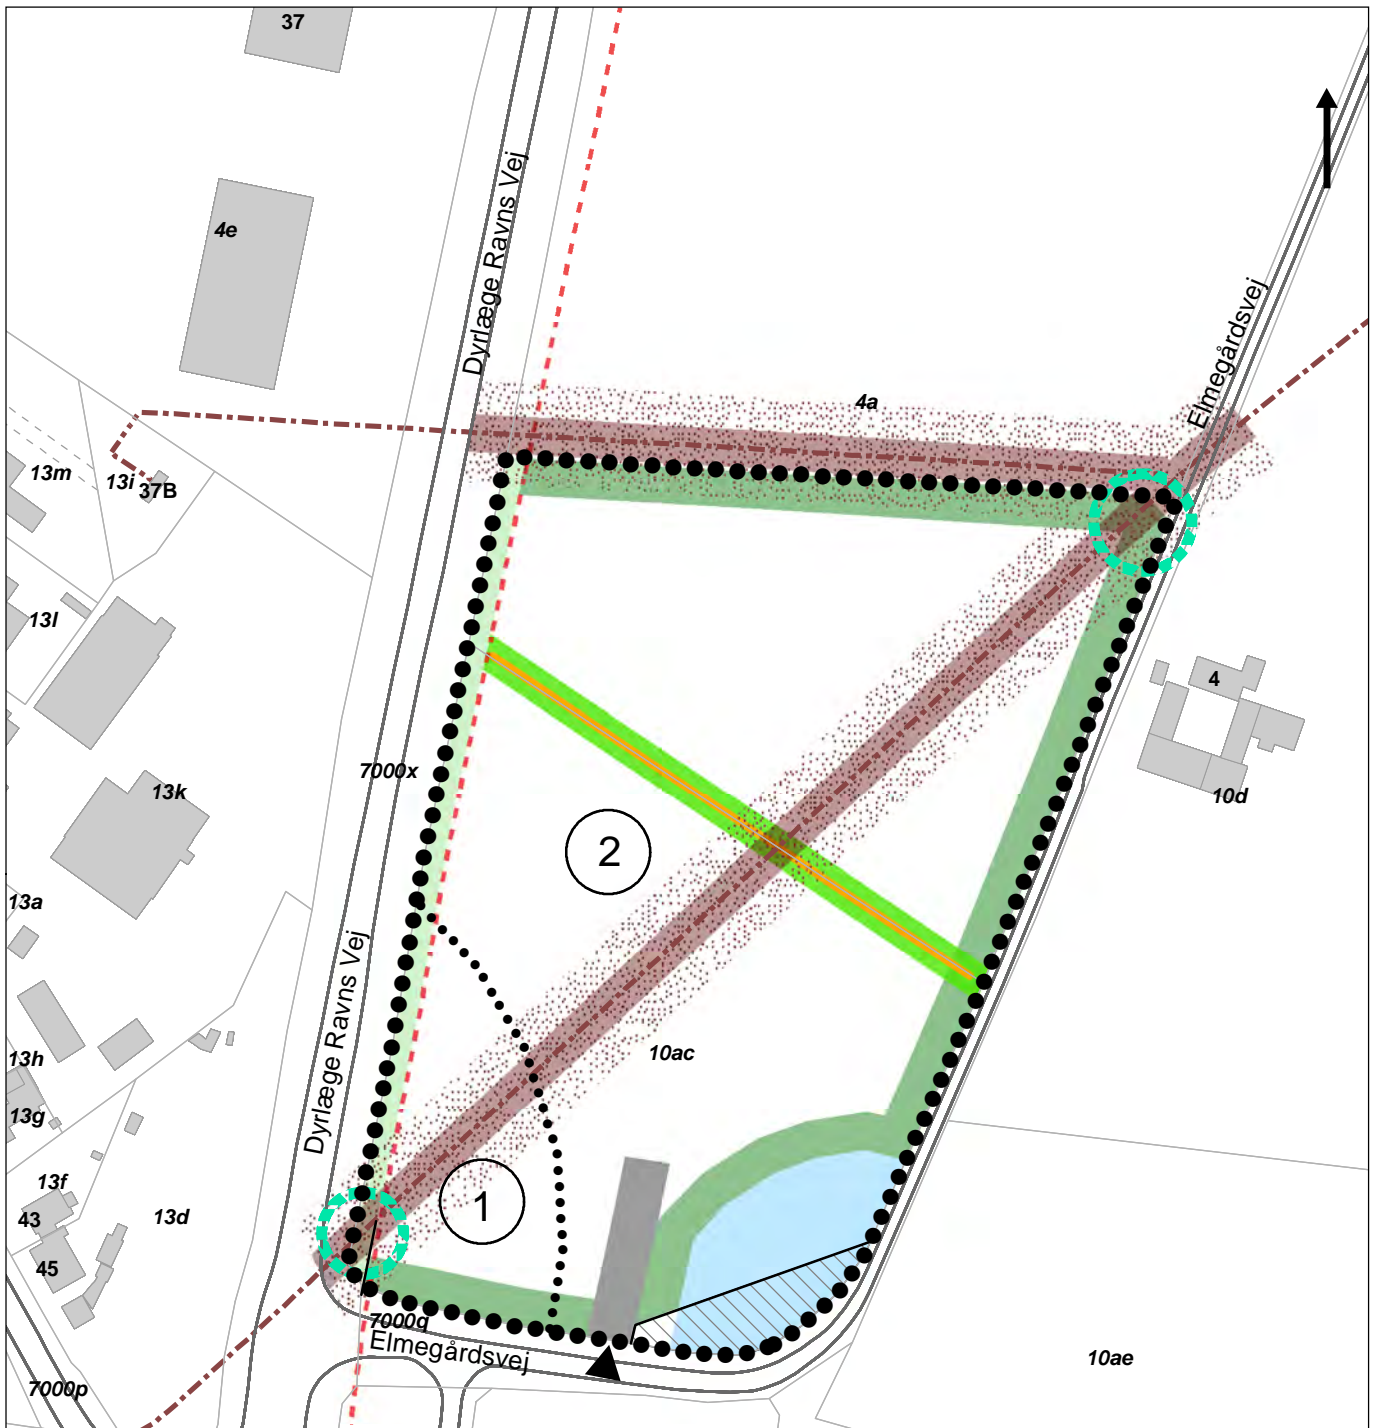 37
Dyrlæge Ravns Vej
4e
Elmegårdsvej
4a
13m
13i
37B
13l
4
7000x
13k
10d
2
13a
Dyrlæge Ravns Vej
10ac
13h
13g
13f
1
43
13d
45
7000q
Elmegårdsvej
10ae
7000p